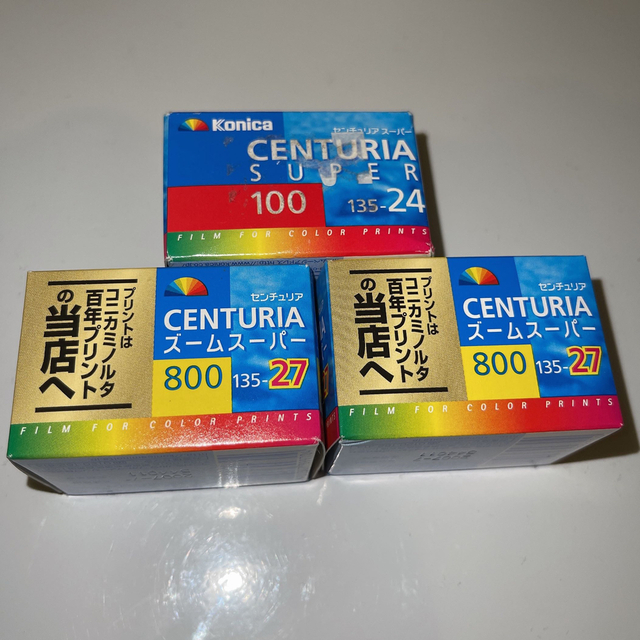 Konica
センチュリア スーパー
CENTURIA
SUPER
100
135-24
FILM FOR COLOR PRINTS
プリントは
コニカミノルタ
百年プリント
の当店へ
センチュリア
CENTURIA
ズームスーパー
800
135-27
FILM FOR COLOR PRINTS
プリントは
コニカミノルタ
百年プリント
の当店へ
センチュリア
CENTURIA
ズームスーパー
800
135-27
FILM FOR COLOR PRINTS